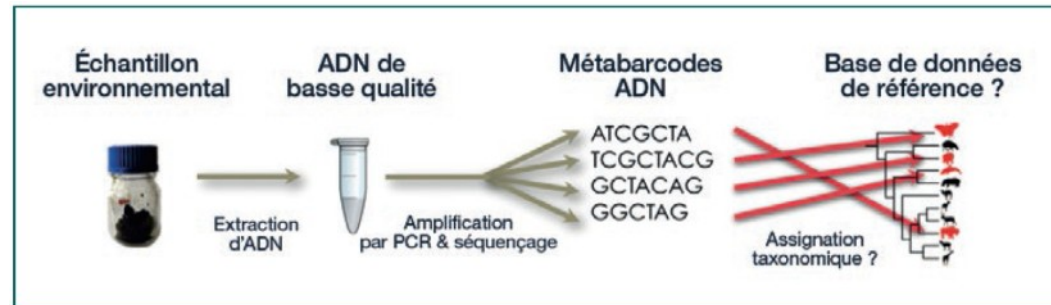 Échantillon
environnemental
ADN de
basse qualité
Métabarcodes
ADN
Base de données
de référence ?
ATCGCTA
TCGCTACG
GCTACAG
GGCTAG
Extraction
d'ADN
Amplification
par PCR & séquençage
Assignation
taxonomique ?